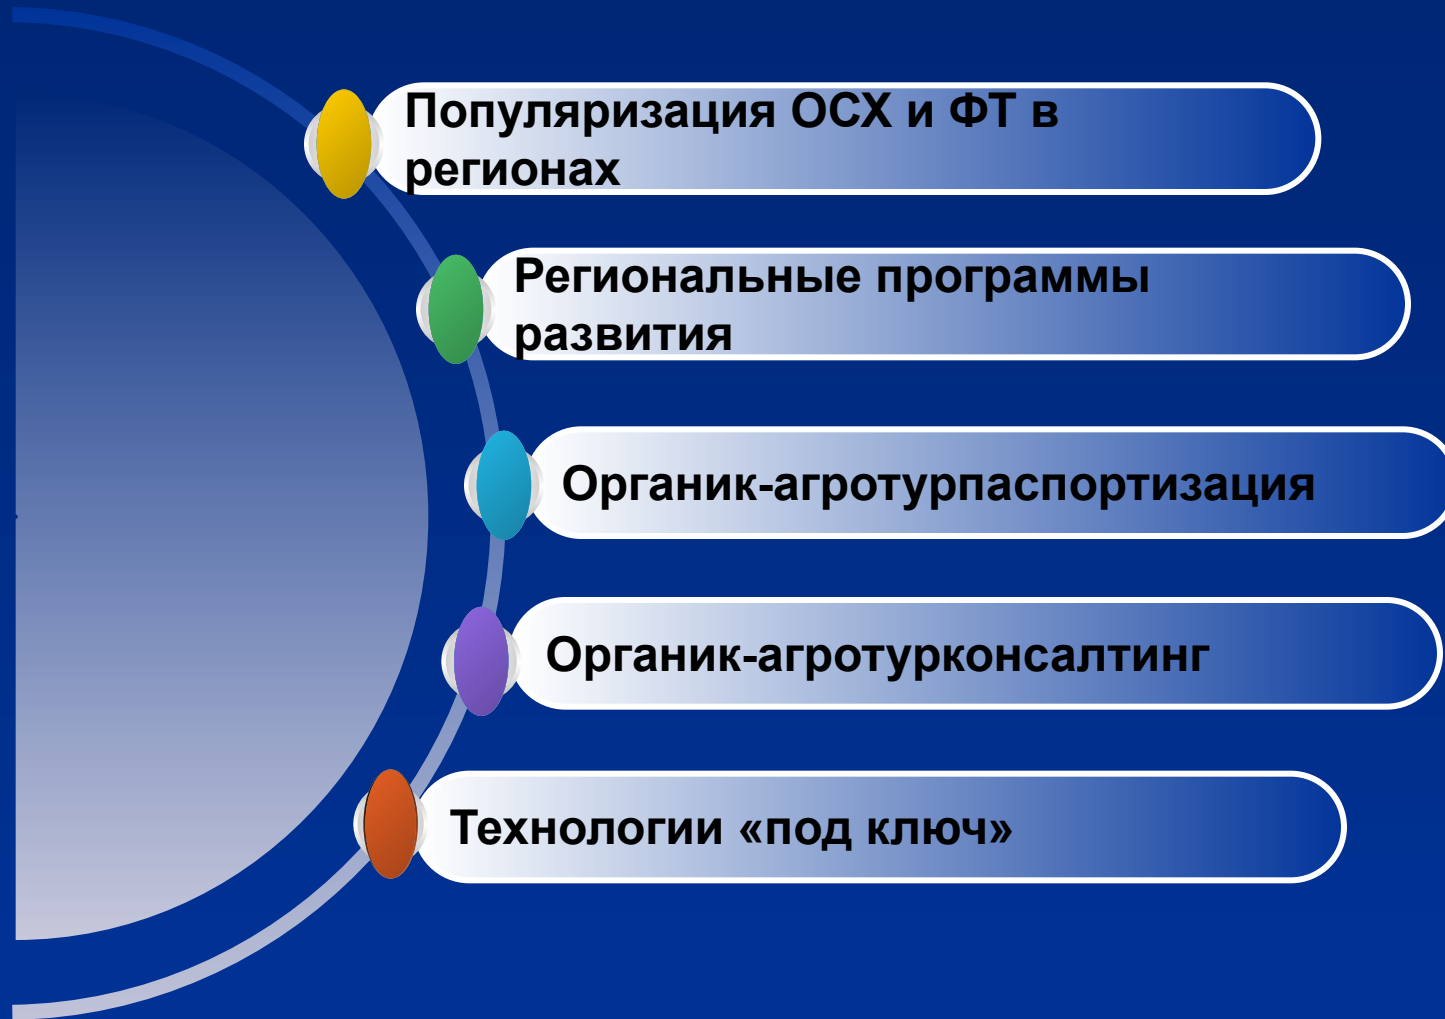 Популяризация ОСХ и ФТ в
регионах
Региональные программы
развития
Органик-агротурпаспортизация
Органик-агротурконсалтинг
Технологии «под ключ»